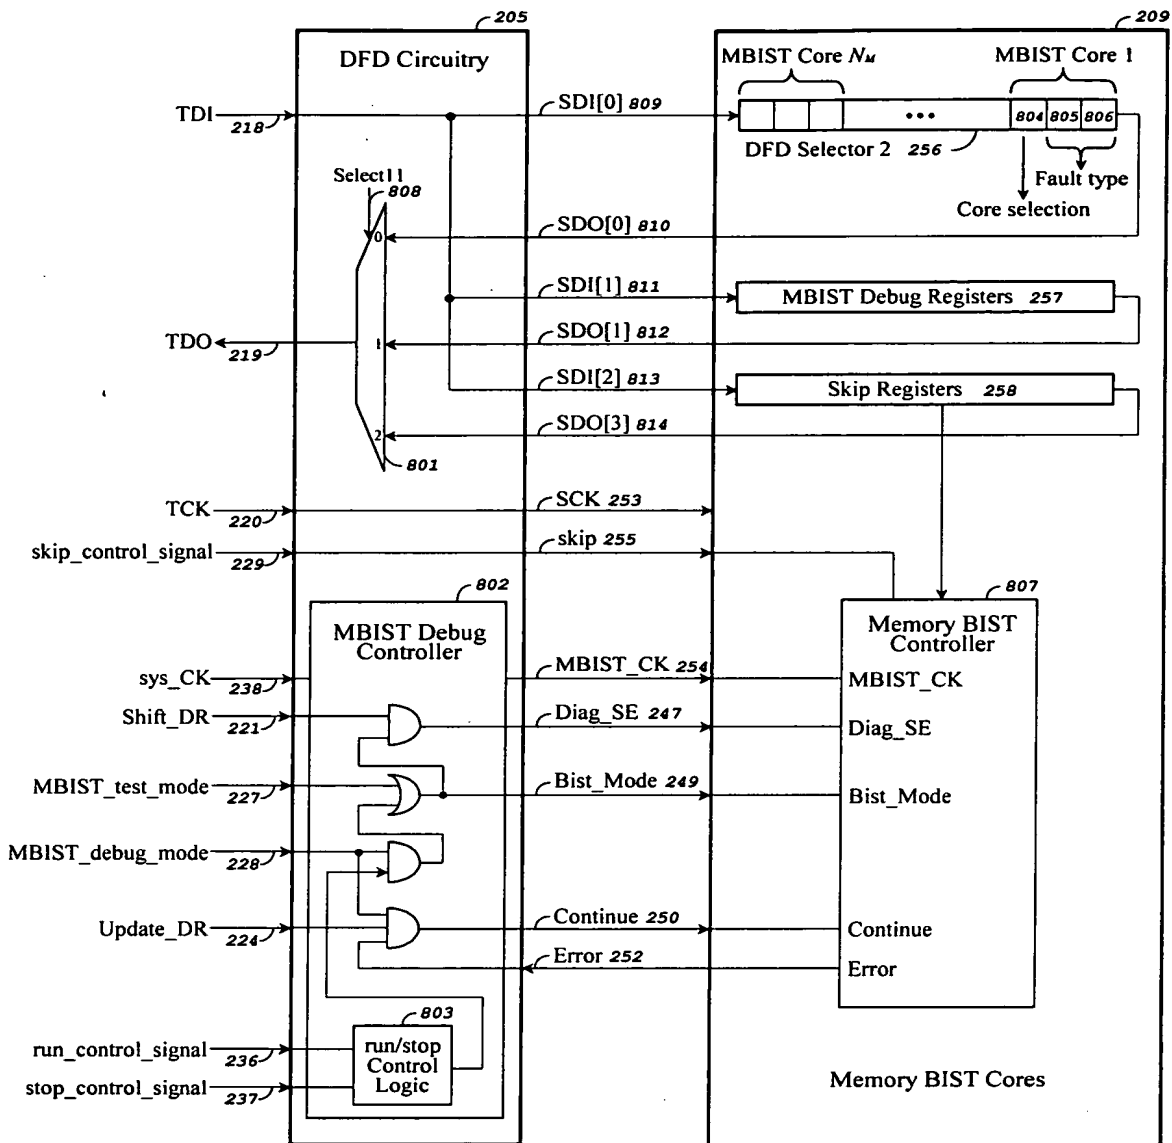 205
209
DFD Circuitry
MBIST Core NM
MBIST Core 1
TDI
218
SDI[0] 809
•••
804 805 806
DFD Selector 2 256
Select11
808
Fault type
Core selection
0
SDO[0] 810
SDI[1] 811
MBIST Debug Registers 257
TDO
219
1
SDO[1] 812
SDI[2] 813
Skip Registers 258
2
SDO[3] 814
801
TCK
220
SCK 253
skip_control_signal
229
skip 255
802
807
MBIST Debug
Controller
Memory BIST
Controller
sys_CK
238
MBIST_CK 254
MBIST_CK
Shift_DR
221
Diag_SE 247
Diag_SE
MBIST_test_mode
227
Bist_Mode 249
Bist_Mode
MBIST_debug_mode
228
Update_DR
224
Continue 250
Continue
Error 252
Error
803
run_control_signal
236
run/stop
Control
Logic
stop_control_signal
237
Memory BIST Cores